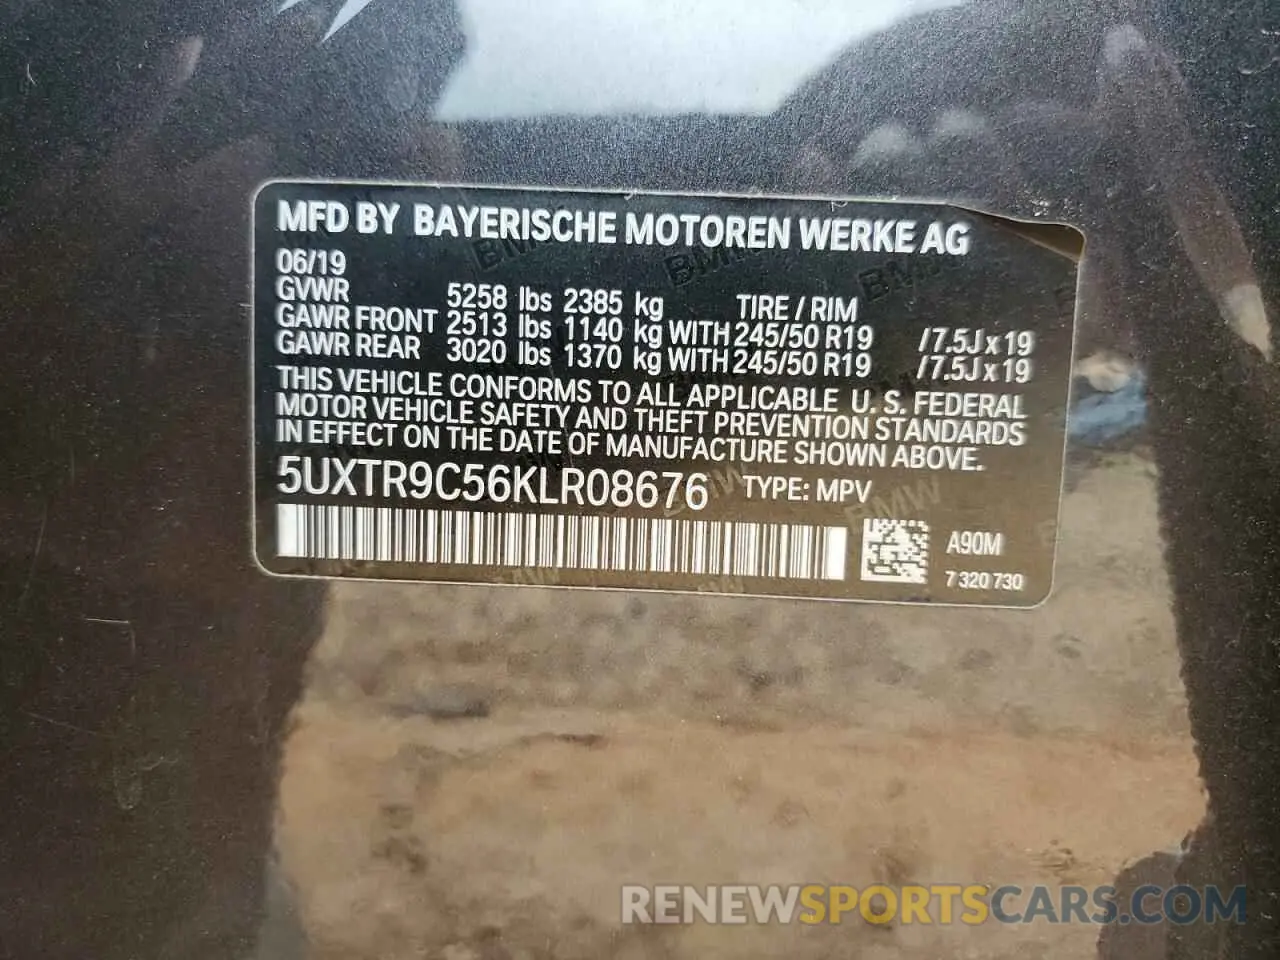 MFD BY BAYERISCHE MOTOREN WERKE AG
06/19
GVWR 5258 lbs 2385 kg TIRE / RIM
GAWR FRONT 2513 lbs 1140 kg WITH 245/50 R19 /7.5J x 19
GAWR REAR 3020 lbs 1370 kg WITH 245/50 R19 /7.5J x 19
THIS VEHICLE CONFORMS TO ALL APPLICABLE U. S. FEDERAL
MOTOR VEHICLE SAFETY AND THEFT PREVENTION STANDARDS
IN EFFECT ON THE DATE OF MANUFACTURE SHOWN ABOVE.
5UXTR9C56KLR08676 TYPE: MPV
A90M
7 320 730
RENEWSPORTSCARS.COM